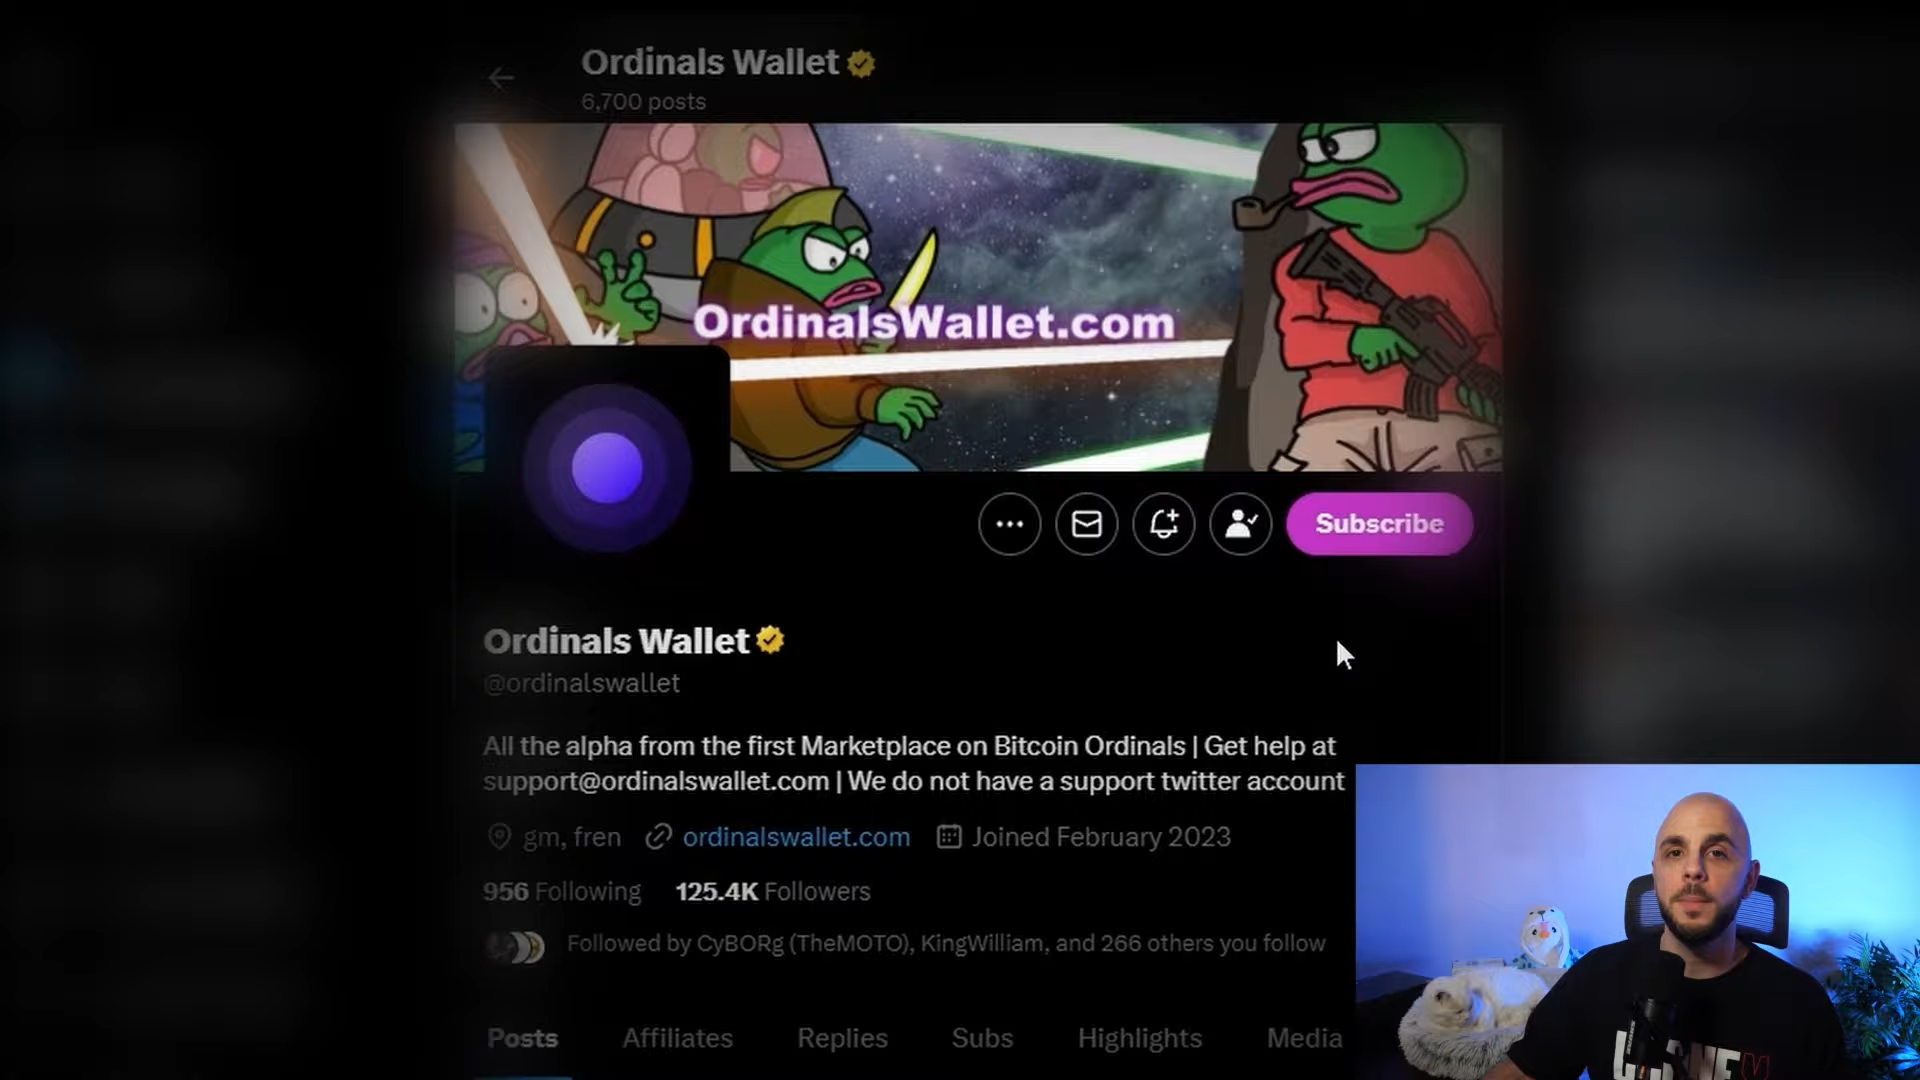 Ordinals Wallet
6,700 posts
OrdinalsWallet.com
Subscribe
Ordinals Wallet
@ordinalswallet
All the alpha from the first Marketplace on Bitcoin Ordinals | Get help at
support@ordinalswallet.com | We do not have a support twitter account
gm, fren ordinalswallet.com Joined February 2023
956 Following 125.4K Followers
Followed by CyBORg (TheMOTO), KingWilliam, and 266 others you follow
Posts Affiliates Replies Subs Highlights Media